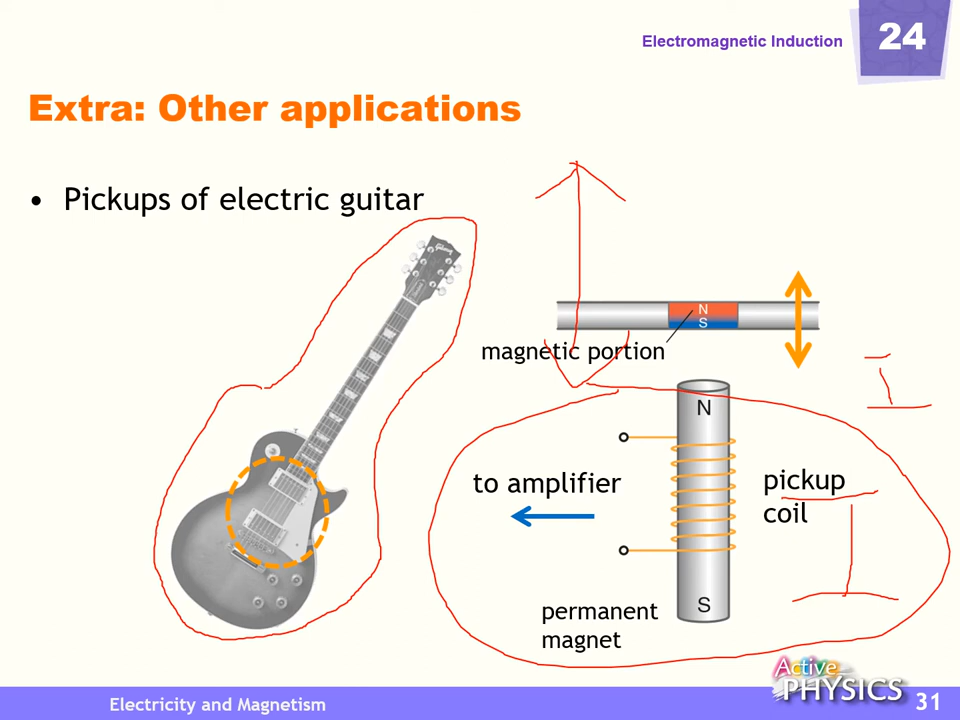 Electromagnetic Induction
24
Extra: Other applications
• Pickups of electric guitar
N
S
magnetic portion
N
to amplifier
pickup
coil
S
permanent
magnet
Active
PHYSICS
Electricity and Magnetism
31